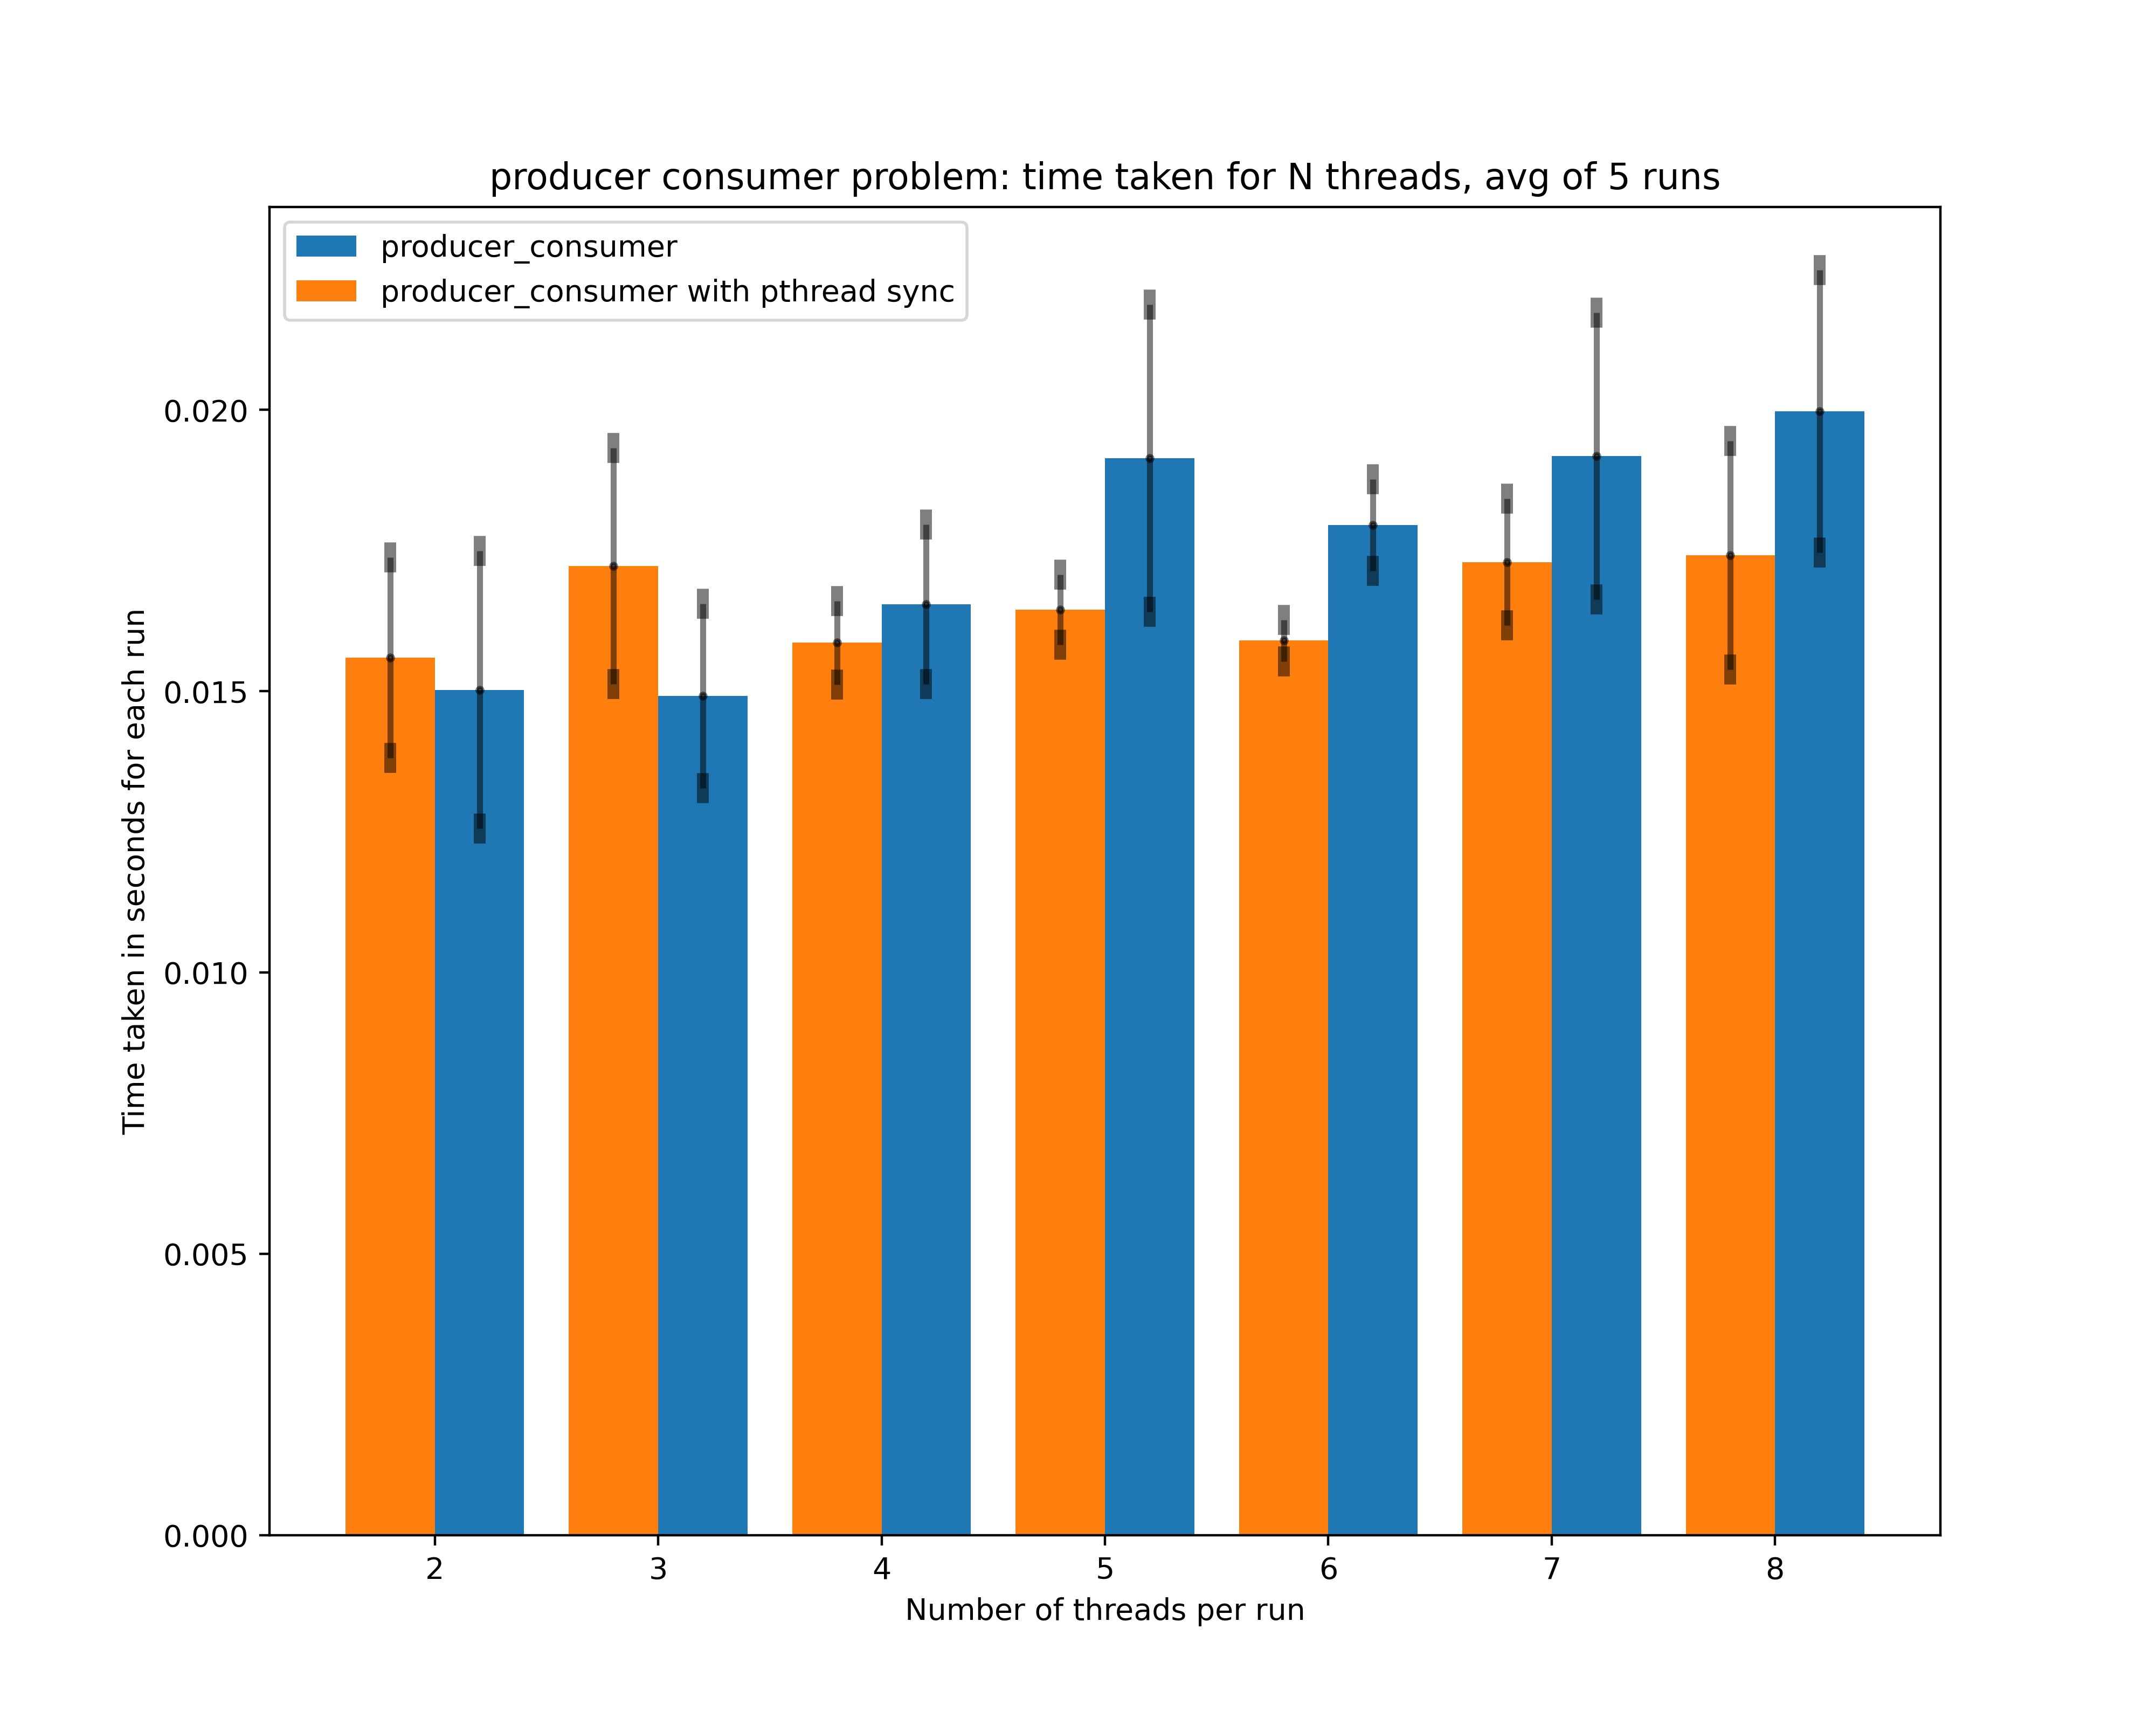 producer consumer problem: time taken for N threads, avg of 5 runs
producer_consumer
producer_consumer with pthread sync
Time taken in seconds for each run
0.020
0.015
0.010
0.005
0.000
2 3 4 5 6 7 8
Number of threads per run